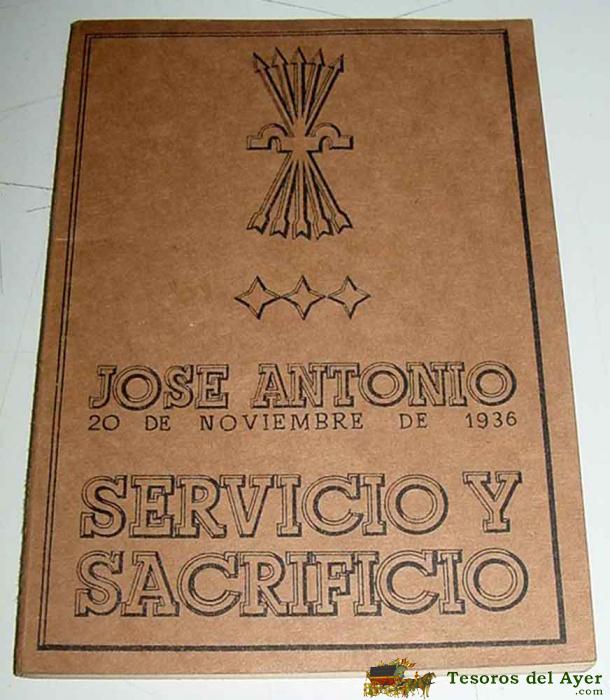 JOSE ANTONIO
20 DE NOVIEMBRE DE 1936
SERVICIO Y
SACRIFICIO
Tesoros del Ayer
.com